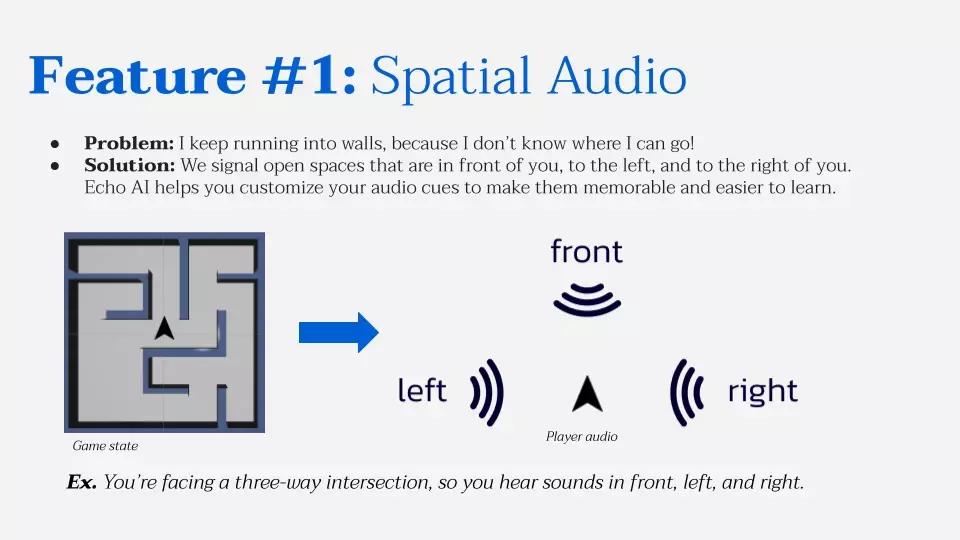 Feature #1: Spatial Audio
● Problem: I keep running into walls, because I don't know where I can go!
● Solution: We signal open spaces that are in front of you, to the left, and to the right of you.
Echo AI helps you customize your audio cues to make them memorable and easier to learn.
front
left
right
Player audio
Game state
Ex. You're facing a three-way intersection, so you hear sounds in front, left, and right.